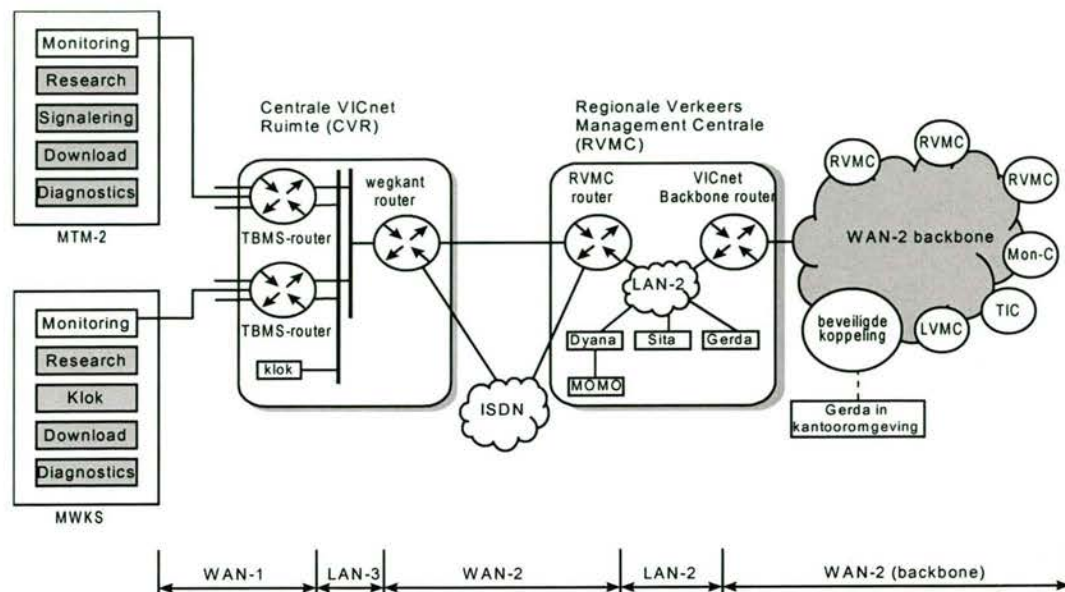 Monitoring
Research
Signalering
Download
Diagnostics
MTM-2
Monitoring
Research
Klok
Download
Diagnostics
MWKS
Centrale VICnet
Ruimte (CVR)
TBMS-router
TBMS-router
klok
wegkant
router
ISDN
Regionale Verkeers
Management Centrale
(RVMC)
RVMC
router
VICnet
Backbone router
LAN-2
Dyana
Sita
Gerda
MOMO
RVMC
RVMC
RVMC
WAN-2 backbone
Mon-C
TIC
LVMC
beveiligde
koppeling
Gerda in
kantooromgeving
WAN-1
LAN-3
WAN-2
LAN-2
WAN-2 (backbone)